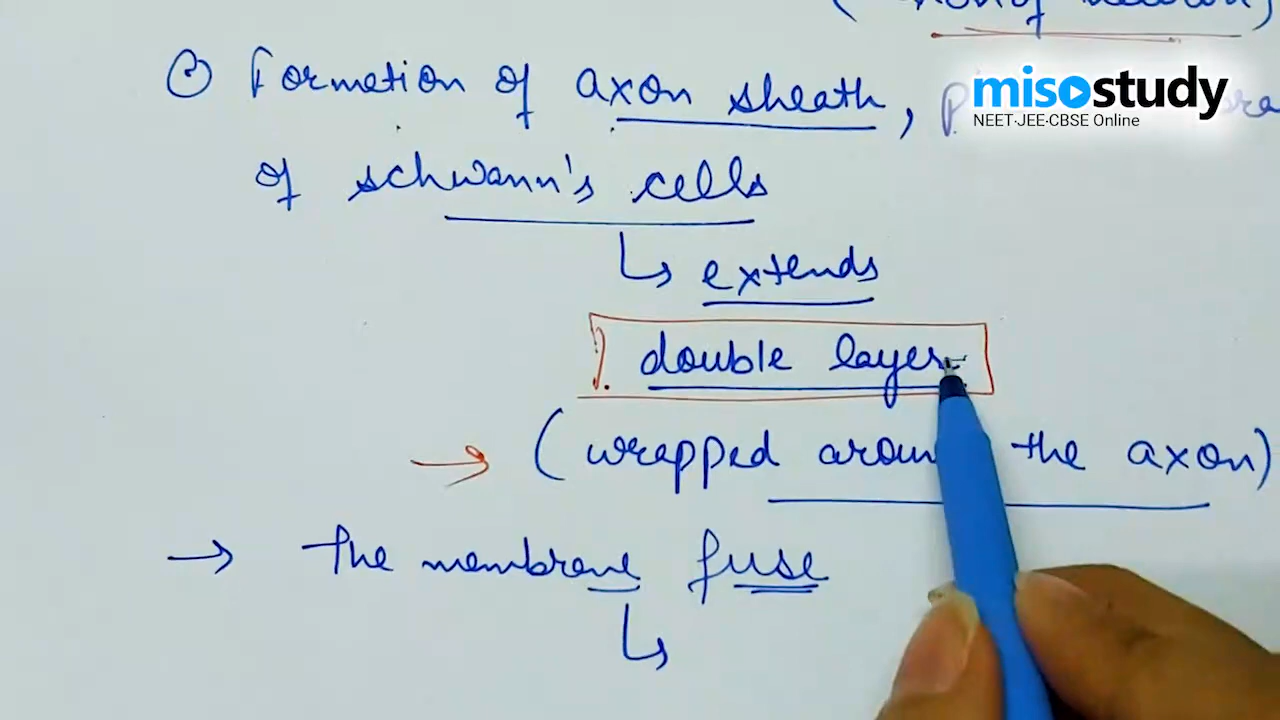 misostudy
NEET-JEE-CBSE Online
Formation of axon sheath,
of schwann's cells
extends
double layer
(wrapped around the axon)
→ the membrane fuse